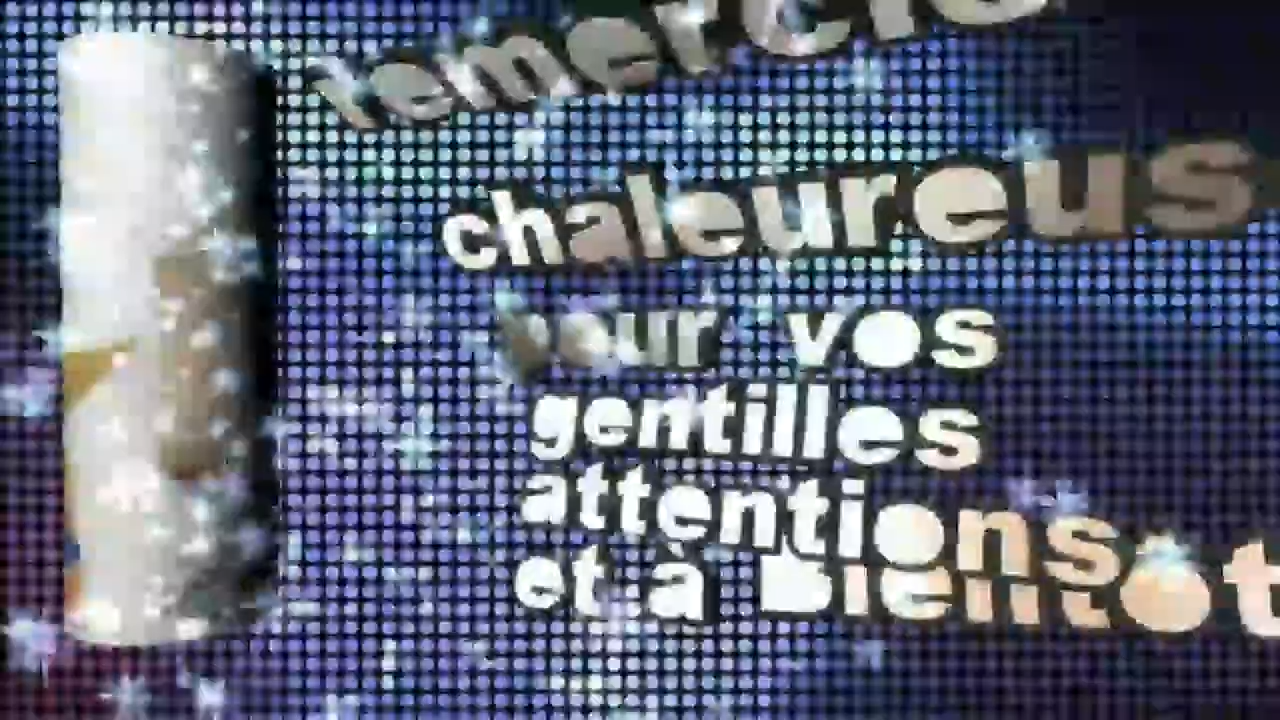 remercie
chaleureus
pour vos
gentilles
attentions
et à bientôt